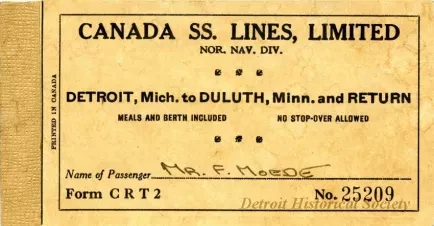 CANADA SS. LINES, LIMITED
NOR. NAV. DIV.
DETROIT, Mich. to DULUTH, Minn. and RETURN
MEALS AND BERTH INCLUDED NO STOP-OVER ALLOWED
Name of Passenger MR. F. MOEDE
Form CRT2 No. 25209
PRINTED IN CANADA
Detroit Historical Society